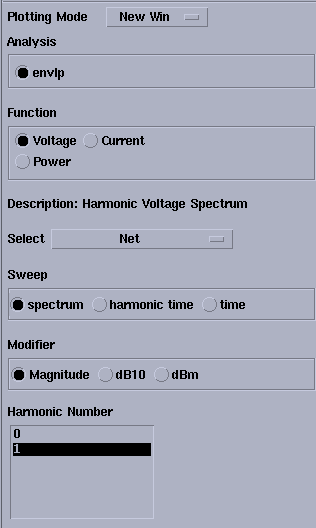 Plotting Mode New Win
Analysis
envlp
Function
Voltage Current
Power
Description: Harmonic Voltage Spectrum
Select Net
Sweep
spectrum harmonic time time
Modifier
Magnitude dB10 dBm
Harmonic Number
0
1